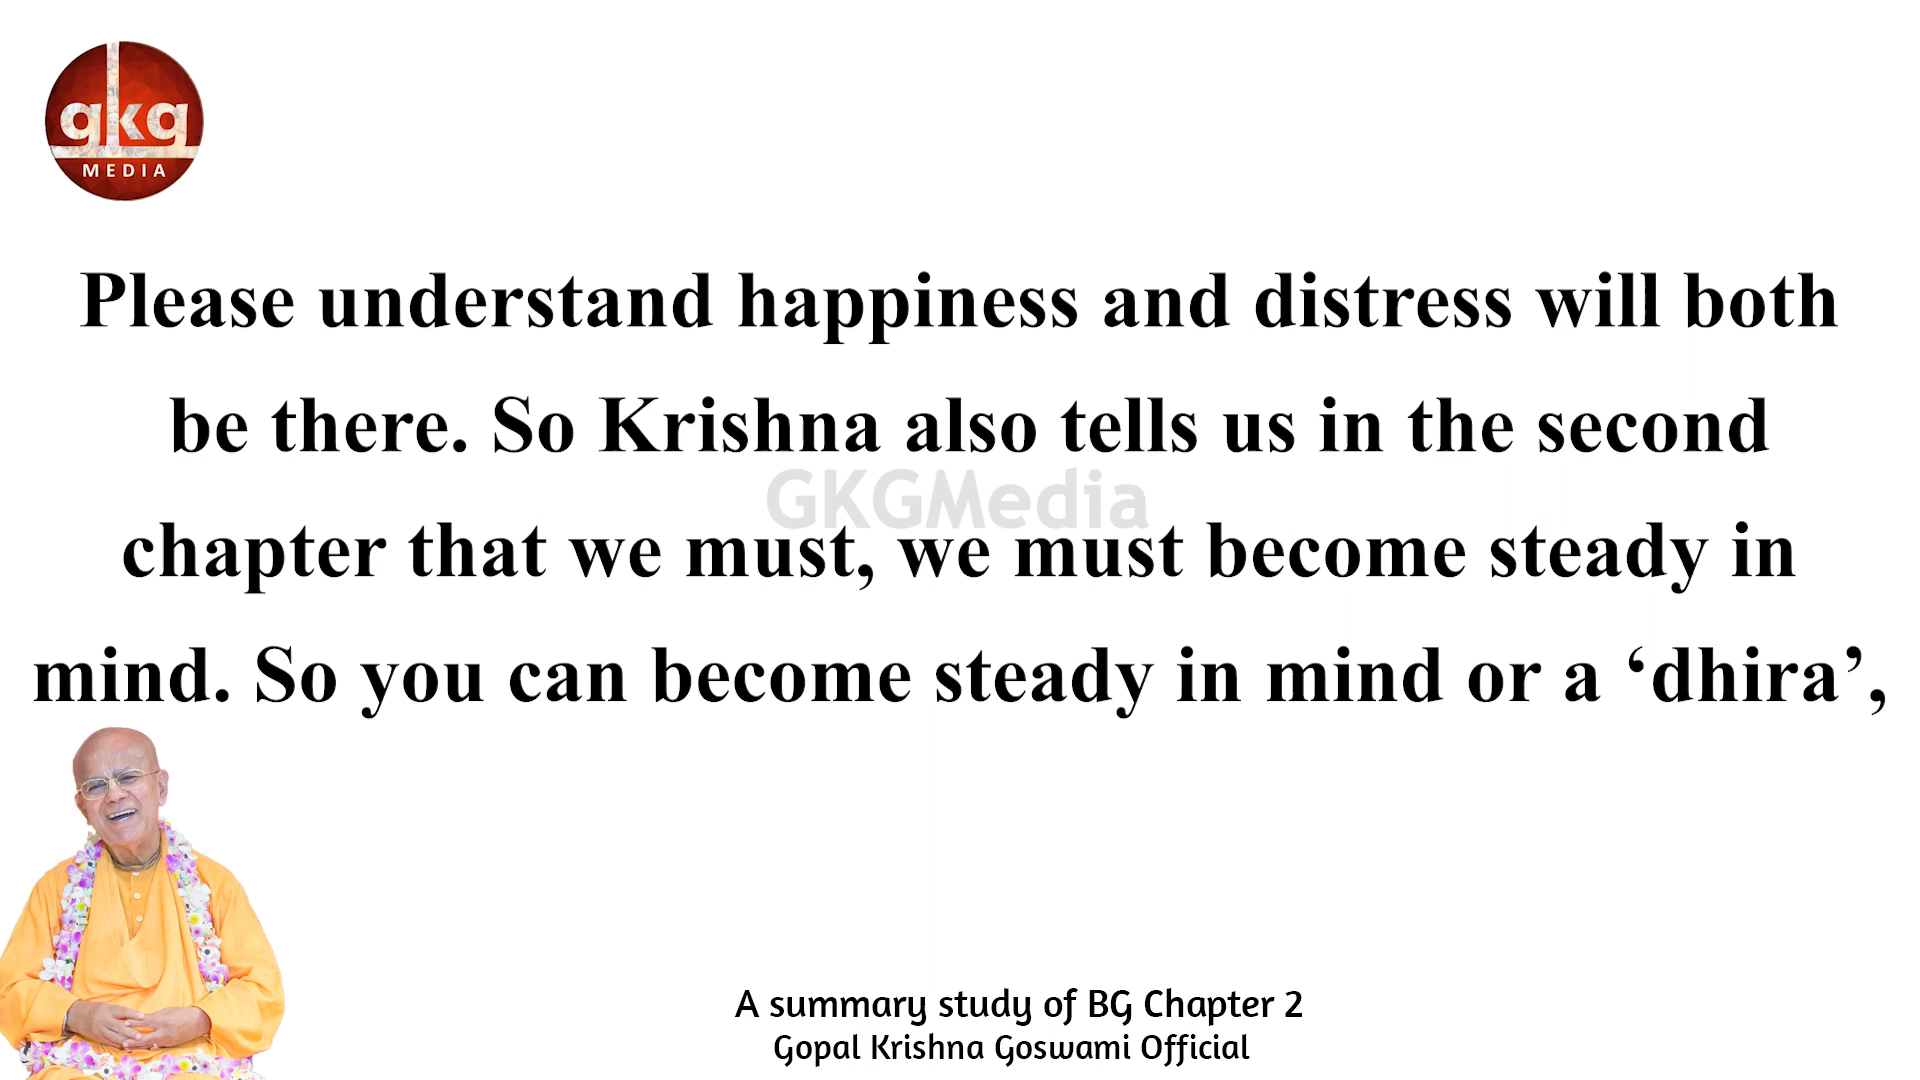 gkg
MEDIA
Please understand happiness and distress will both
be there. So Krishna also tells us in the second
GKGMedia
chapter that we must, we must become steady in
mind. So you can become steady in mind or a ‘dhira’,
A summary study of BG Chapter 2
Gopal Krishna Goswami Official